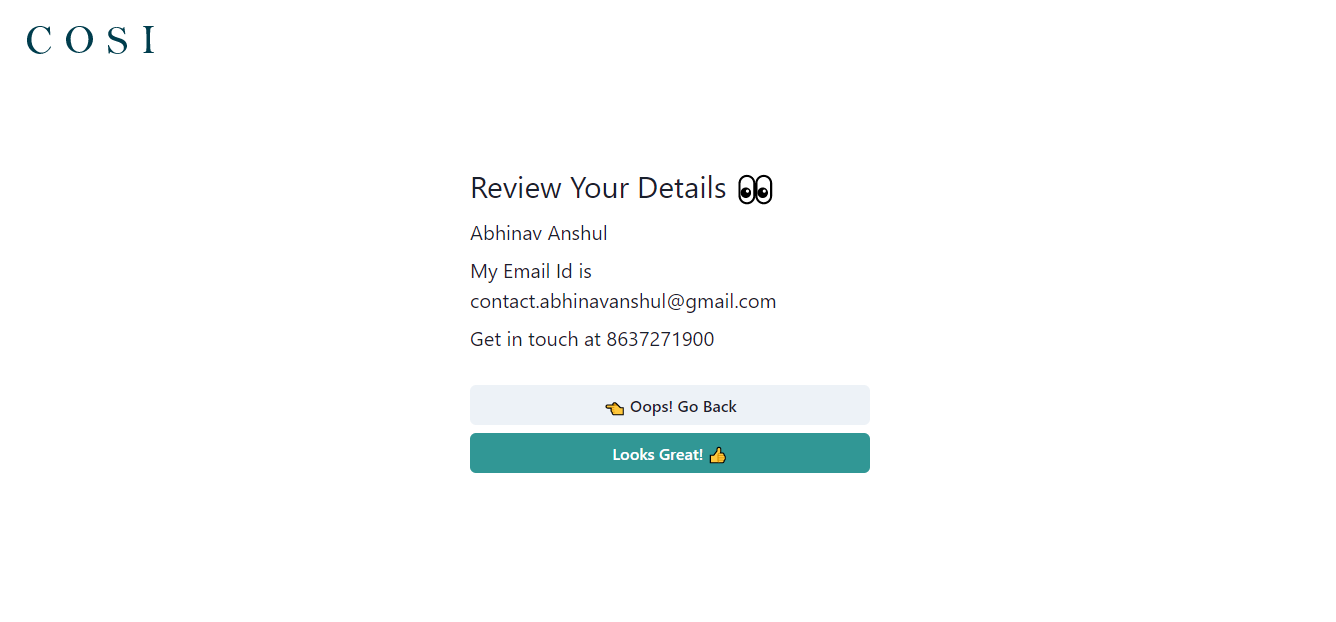 COSI
Review Your Details 👀
Abhinav Anshul
My Email Id is
contact.abhinavanshul@gmail.com
Get in touch at 8637271900
👈 Oops! Go Back
Looks Great! 👍